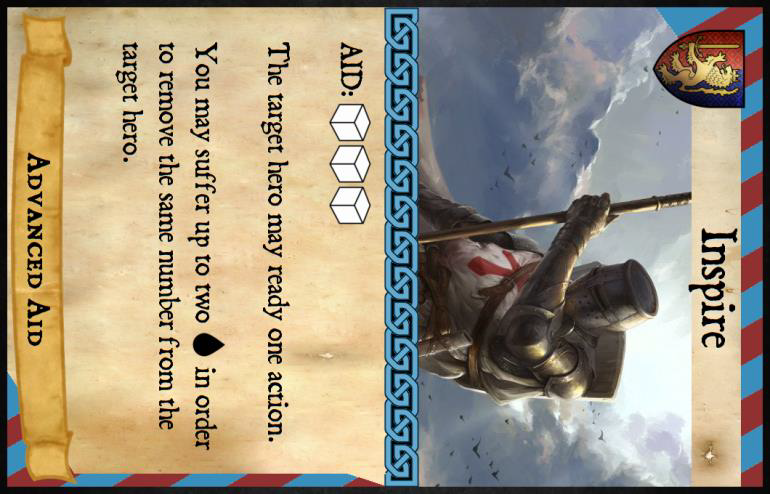 Inspire
AID:
The target hero may ready one action.
You may suffer up to two in order
to remove the same number from the
target hero.
ADVANCED AID